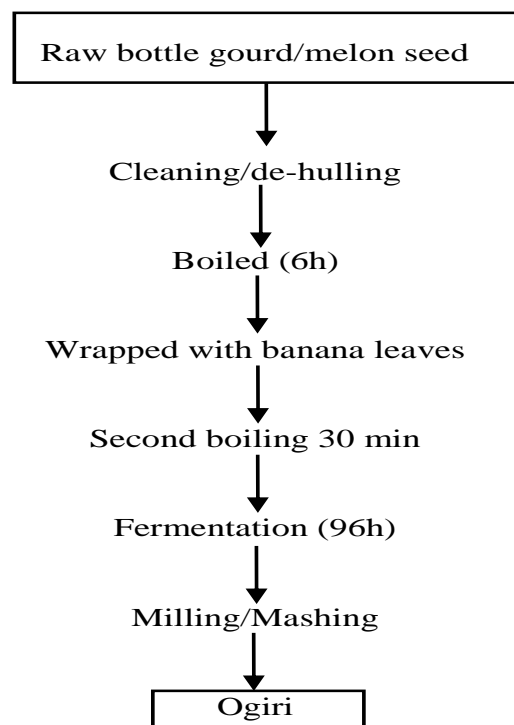 Raw bottle gourd/melon seed
Cleaning/de-hulling
Boiled (6h)
Wrapped with banana leaves
Second boiling 30 min
Fermentation (96h)
Milling/Mashing
Ogiri